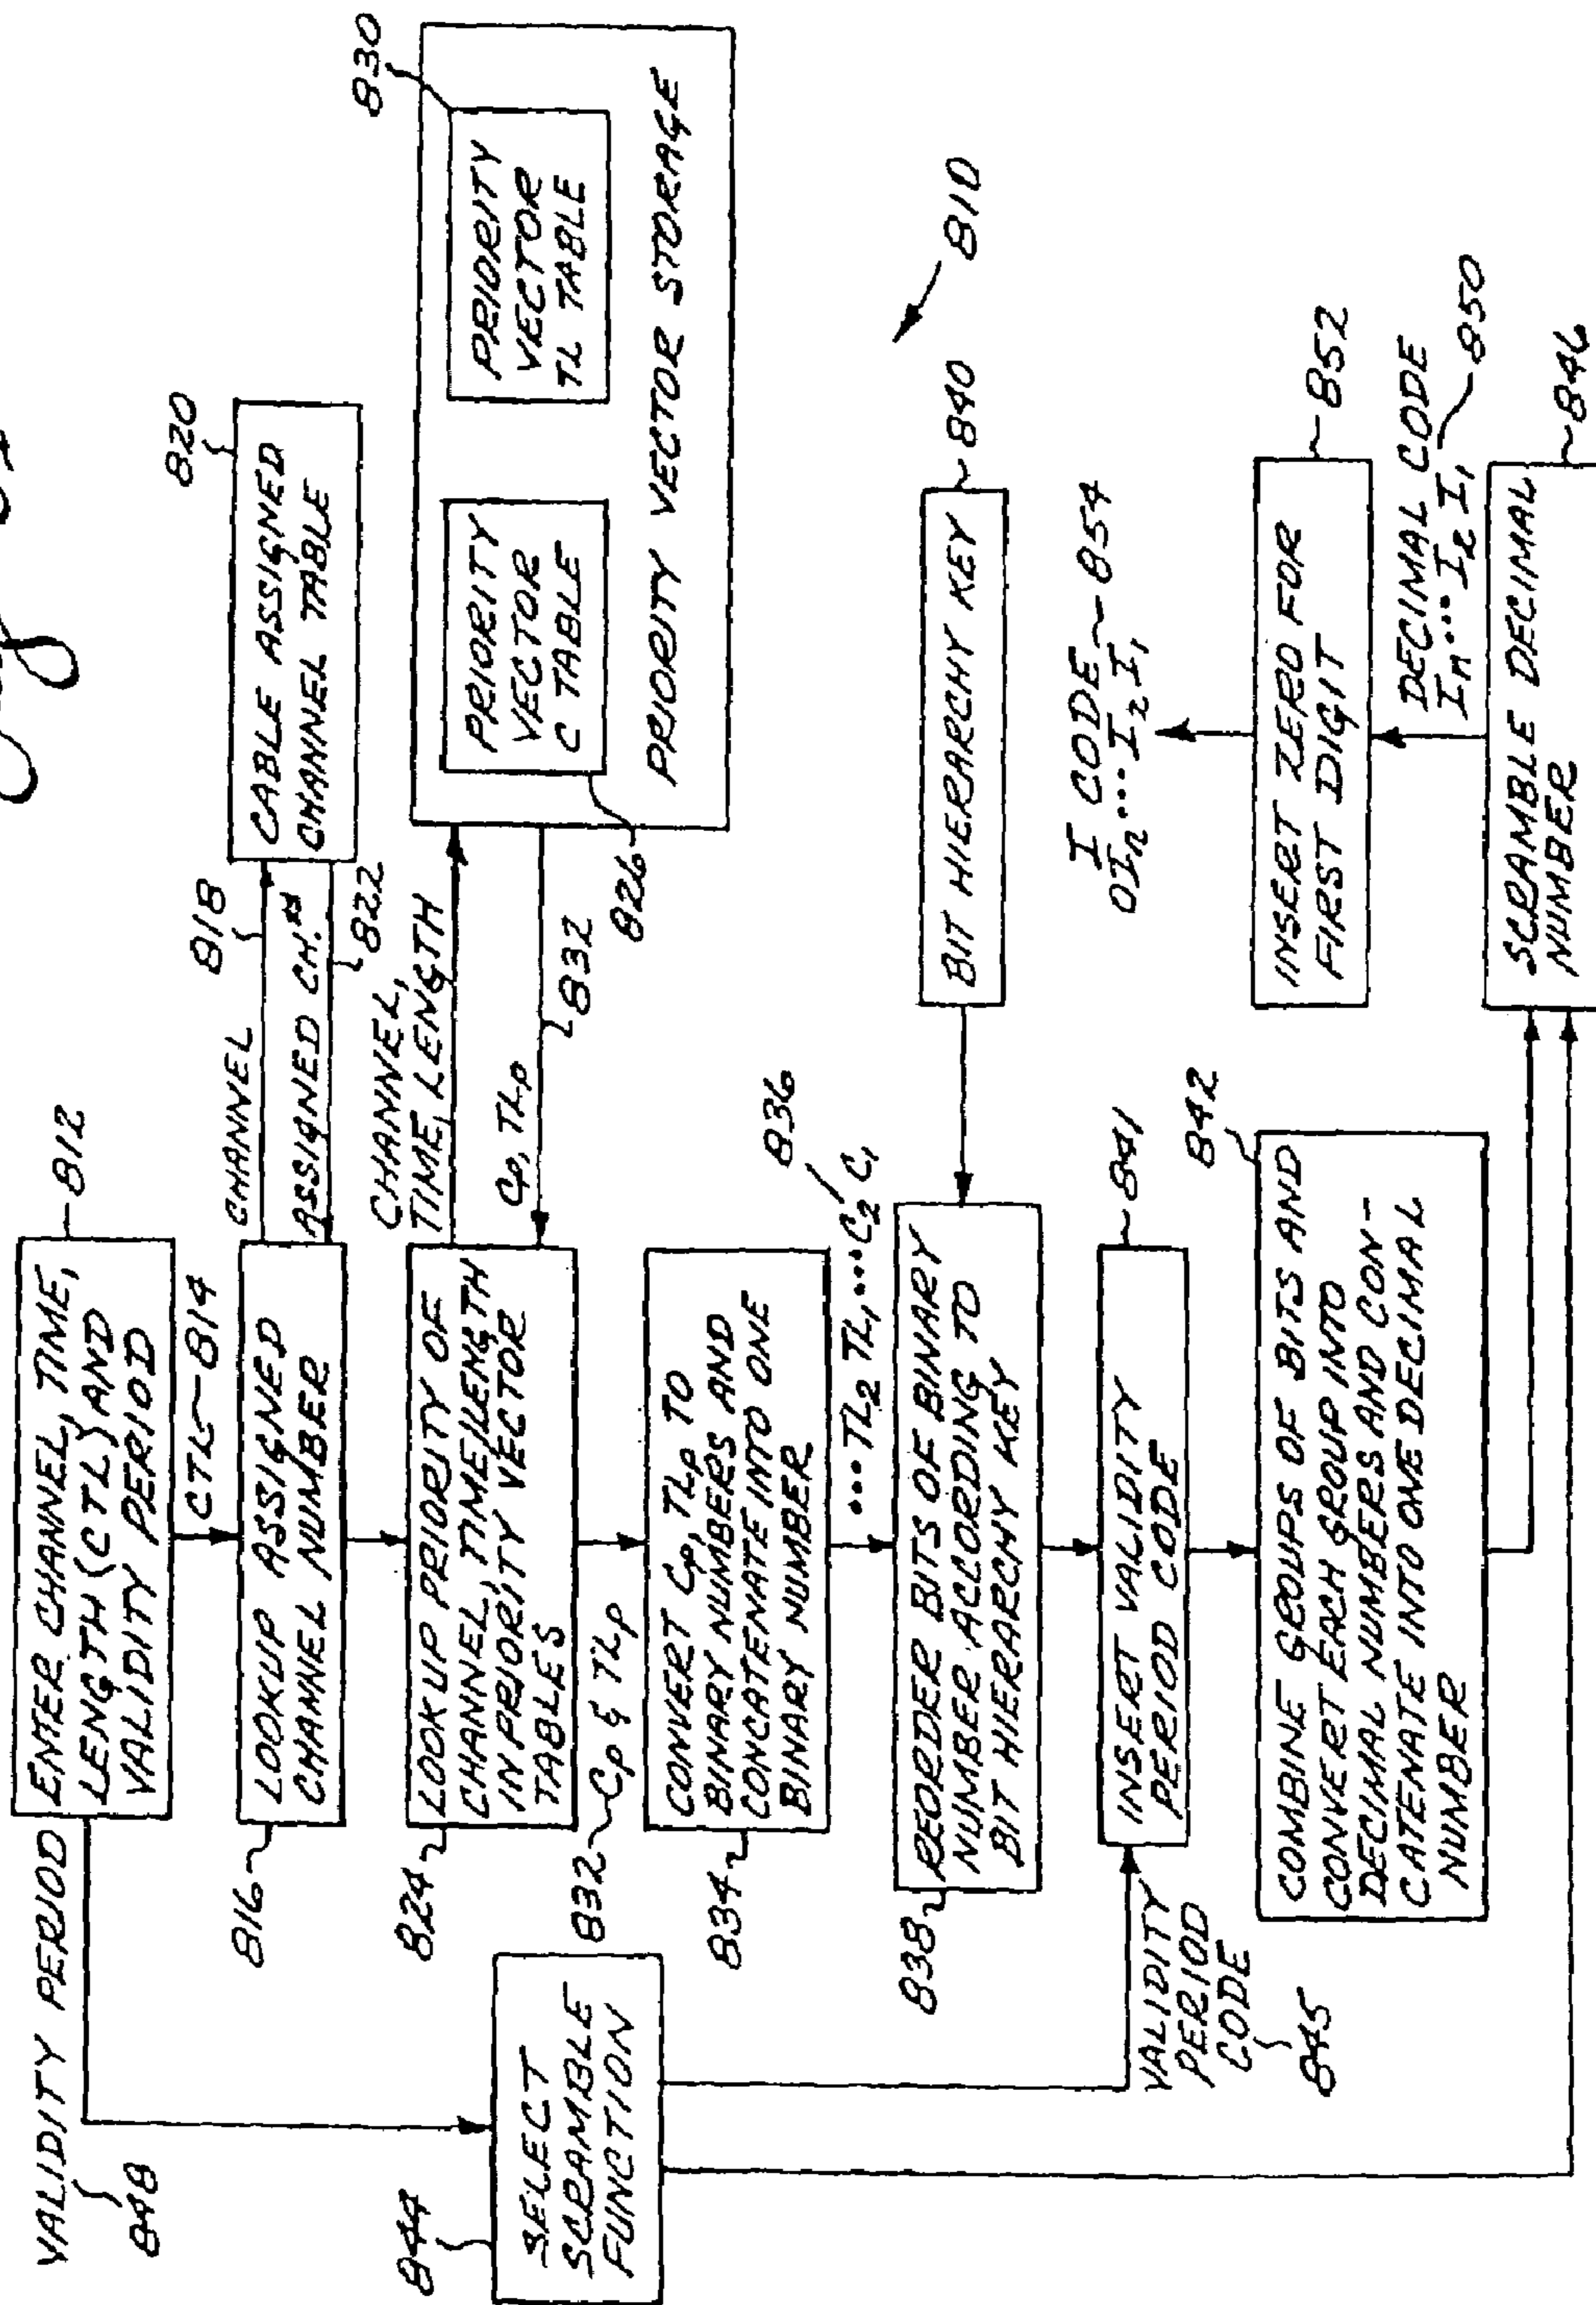 ENTER CHANNEL, TIME,
LENGTH (CTL) AND
VALIDITY PERIOD
812
VALIDITY PERIOD
848
CTL 814
816
LOOKUP ASSIGNED
CHANNEL NUMBER
CHANNEL
818
ASSIGNED CH.#
822
820
CABLE ASSIGNED
CHANNEL TABLE
824
LOOKUP PRIORITY OF
CHANNEL, TIME/LENGTH
IN PRIORITY VECTOR
TABLES
CHANNEL,
TIME, LENGTH
Cp, TLp
832
826
PRIORITY
VECTOR
C TABLE
830
PRIORITY
VECTOR
TL TABLE
PRIORITY VECTOR STORAGE
832 Cp & TLp
834
CONVERT Cp, TLp TO
BINARY NUMBERS AND
CONCATENATE INTO ONE
BINARY NUMBER
810
844
SELECT
SCRAMBLE
FUNCTION
...TL2 TL1...C2 C1
836
838
REORDER BITS OF BINARY
NUMBER ACCORDING TO
BIT HIERARCHY KEY
BIT HIERARCHY KEY
840
INSERT VALIDITY
PERIOD CODE
841
VALIDITY
PERIOD
CODE
845
842
COMBINE GROUPS OF BITS AND
CONVERT EACH GROUP INTO
DECIMAL NUMBERS AND CON-
CATENATE INTO ONE DECIMAL
NUMBER
I CODE
OIn...I2 I1
854
INSERT ZERO FOR
FIRST DIGIT
852
DECIMAL CODE
In...I2 I1
850
SCRAMBLE DECIMAL
NUMBER
846